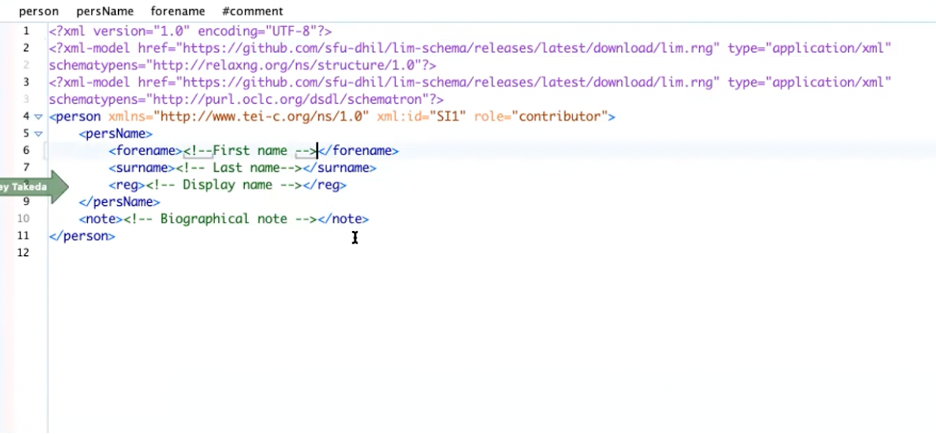 person persName forename #comment
1 <?xml version="1.0" encoding="UTF-8"?>
2 <?xml-model href="https://github.com/sfu-dhil/lim-schema/releases/latest/download/lim.rng" type="application/xml"
2 schematypens="http://relaxng.org/ns/structure/1.0"?>
3 <?xml-model href="https://github.com/sfu-dhil/lim-schema/releases/latest/download/lim.rng" type="application/xml"
3 schematypens="http://purl.oclc.org/dsdl/schematron"?>
4 <person xmlns="http://www.tei-c.org/ns/1.0" xml:id="SI1" role="contributor">
5 <persName>
6 <forename><!--First name --></forename>
7 <surname><!-- Last name--></surname>
ey Takeda <reg><!-- Display name --></reg>
9 </persName>
10 <note><!-- Biographical note --></note>
11 </person>
12